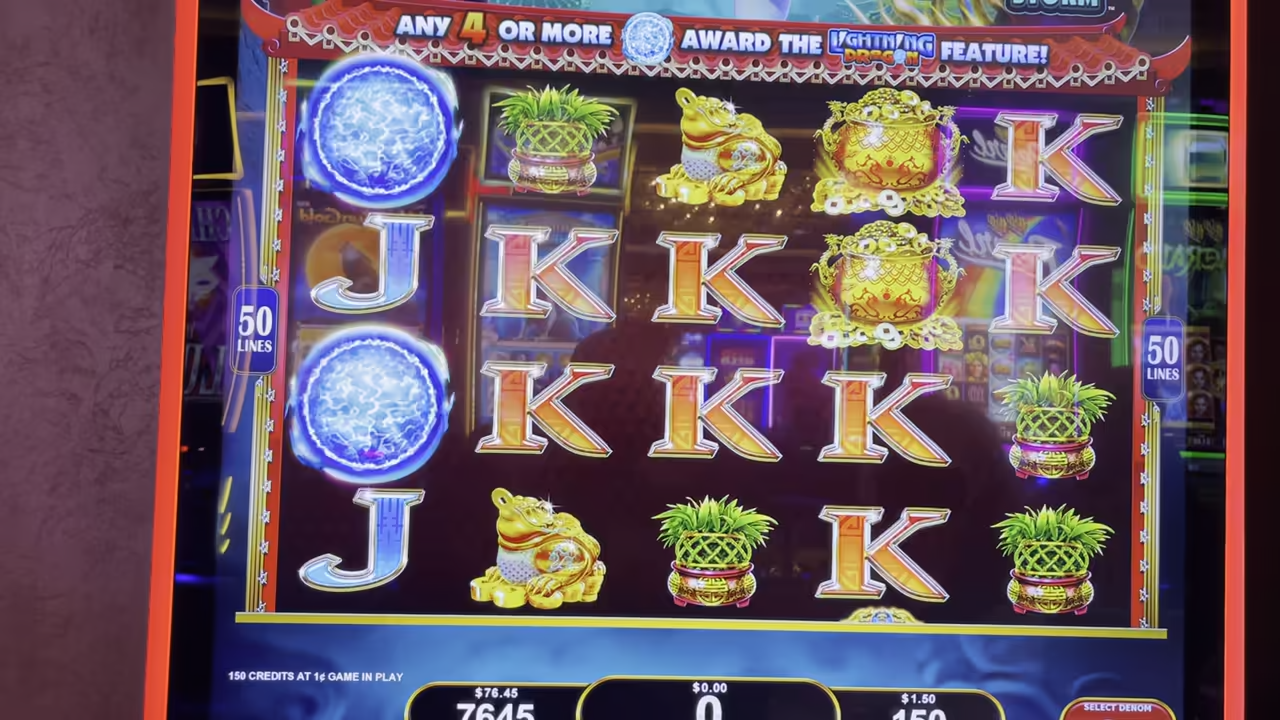 STORM
ANY 4 OR MORE AWARD THE LIGHTNING DRAGON FEATURE!
K
J K K K
50 LINES
50 LINES
K K K
J K
150 CREDITS AT 1¢ GAME IN PLAY
$76.45
7645
$0.00
0
$1.50
150
SELECT DENOM